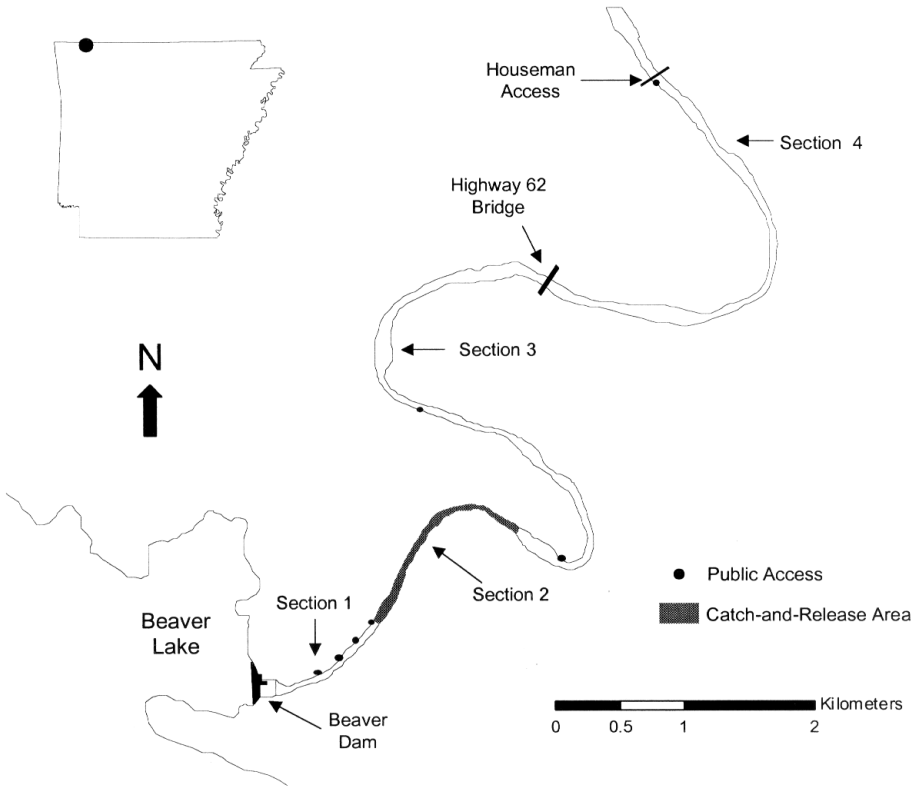 Houseman
Access
Section 4
Highway 62
Bridge
Section 3
N
Section 2
Section 1
Beaver
Lake
Beaver
Dam
Public Access
Catch-and-Release Area
Kilometers
0 0.5 1 2